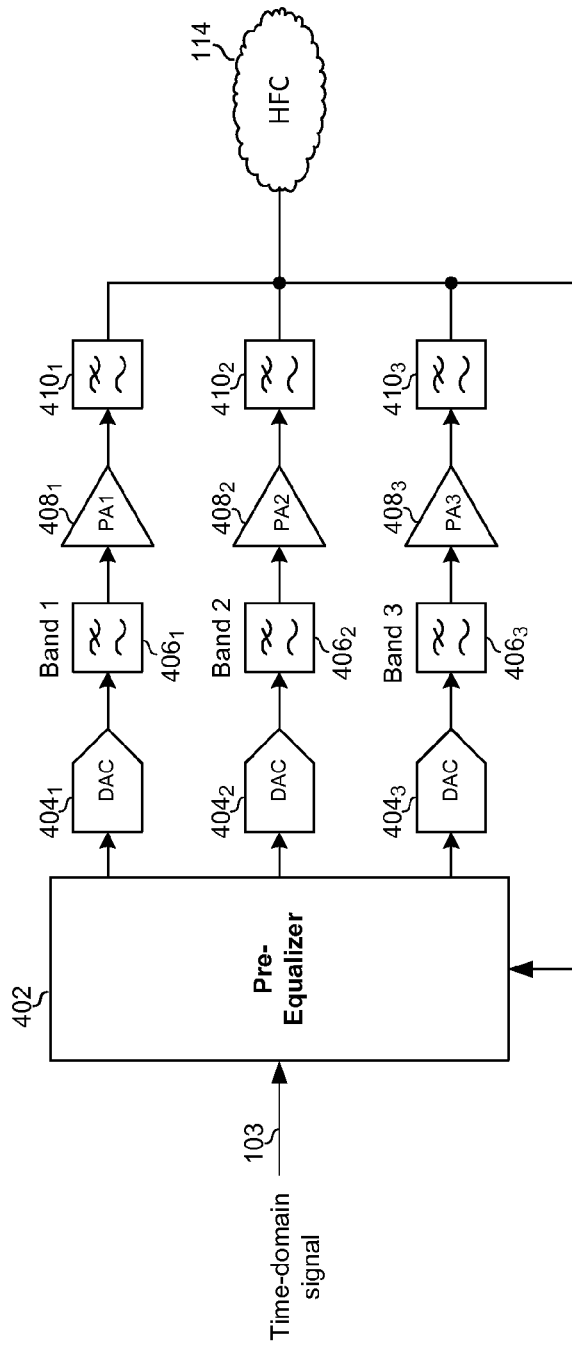 Time-domain
signal
103
402
Pre-
Equalizer
404₁
DAC
Band 1
406₁
408₁
PA1
410₁
404₂
DAC
Band 2
406₂
408₂
PA2
410₂
404₃
DAC
Band 3
406₃
408₃
PA3
410₃
114
HFC